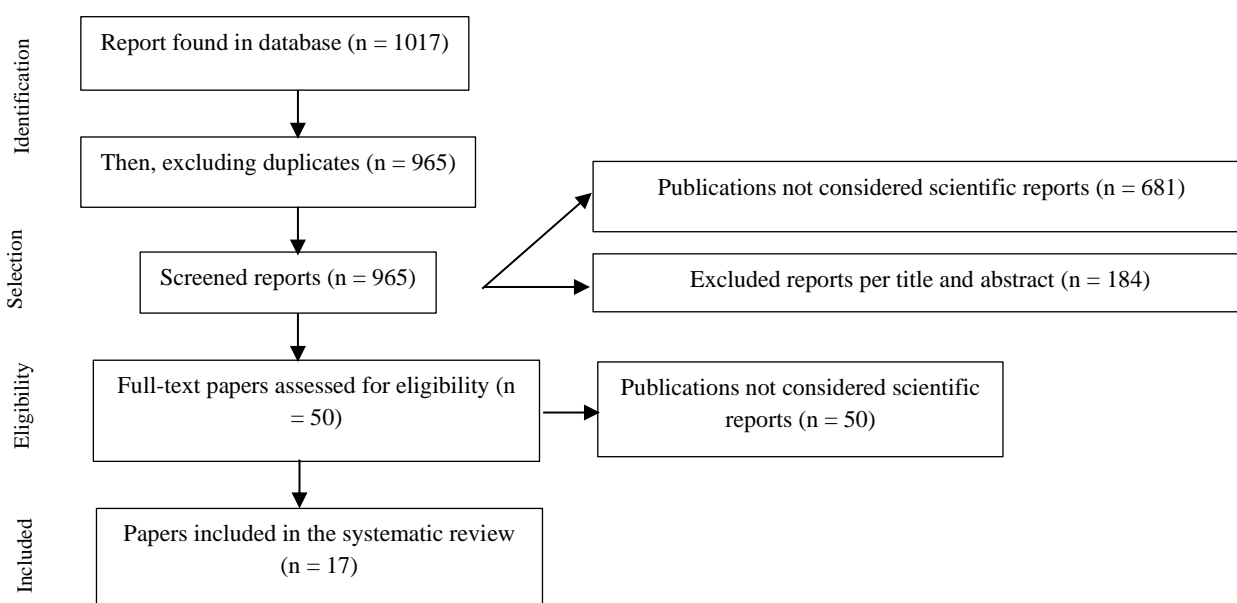 Identification
Report found in database (n = 1017)
Then, excluding duplicates (n = 965)
Publications not considered scientific reports (n = 681)
Selection
Screened reports (n = 965)
Excluded reports per title and abstract (n = 184)
Eligibility
Full-text papers assessed for eligibility (n
= 50)
Publications not considered scientific
reports (n = 50)
Included
Papers included in the systematic review
(n = 17)